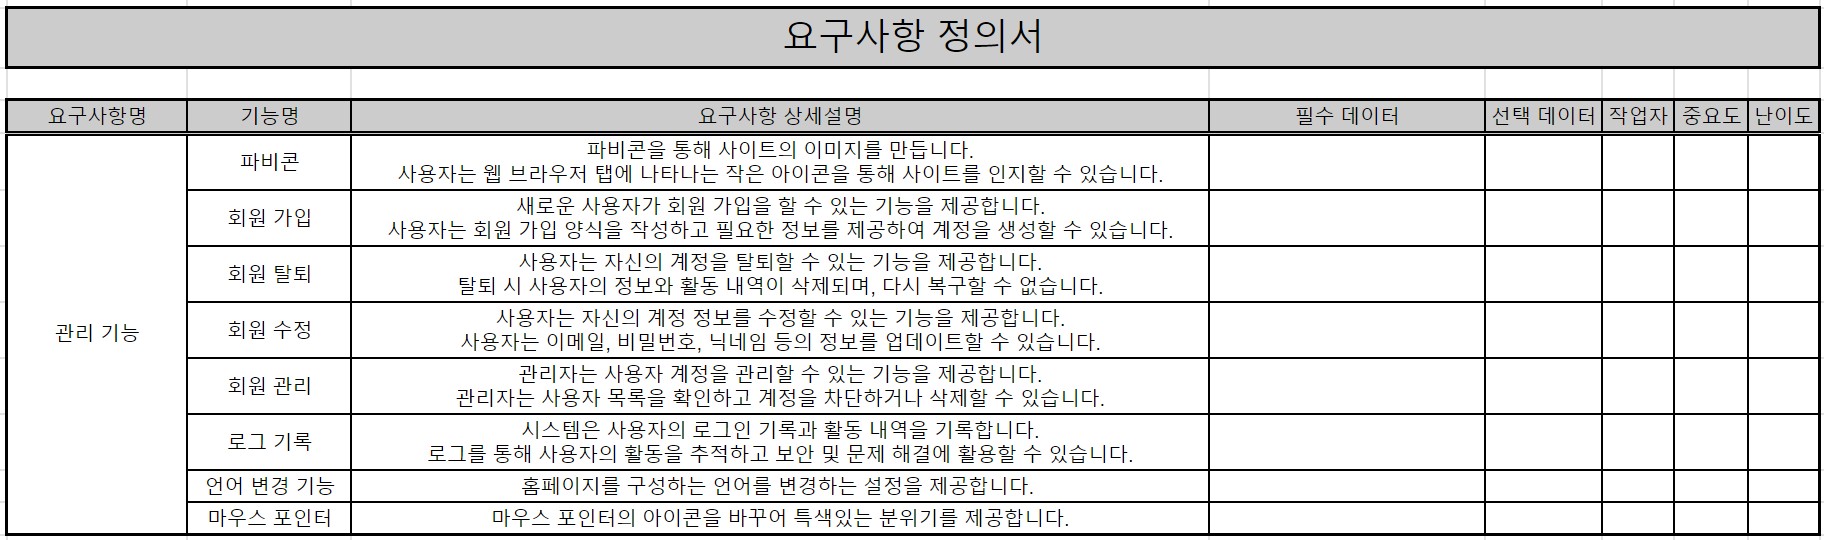 요구사항 정의서
요구사항명 기능명 요구사항 상세설명 필수 데이터 선택 데이터 작업자 중요도 난이도
관리 기능
파비콘
파비콘을 통해 사이트의 이미지를 만듭니다.
사용자는 웹 브라우저 탭에 나타나는 작은 아이콘을 통해 사이트를 인지할 수 있습니다.
회원 가입
새로운 사용자가 회원 가입을 할 수 있는 기능을 제공합니다.
사용자는 회원 가입 양식을 작성하고 필요한 정보를 제공하여 계정을 생성할 수 있습니다.
회원 탈퇴
사용자는 자신의 계정을 탈퇴할 수 있는 기능을 제공합니다.
탈퇴 시 사용자의 정보와 활동 내역이 삭제되며, 다시 복구할 수 없습니다.
회원 수정
사용자는 자신의 계정 정보를 수정할 수 있는 기능을 제공합니다.
사용자는 이메일, 비밀번호, 닉네임 등의 정보를 업데이트할 수 있습니다.
회원 관리
관리자는 사용자 계정을 관리할 수 있는 기능을 제공합니다.
관리자는 사용자 목록을 확인하고 계정을 차단하거나 삭제할 수 있습니다.
로그 기록
시스템은 사용자의 로그인 기록과 활동 내역을 기록합니다.
로그를 통해 사용자의 활동을 추적하고 보안 및 문제 해결에 활용할 수 있습니다.
언어 변경 기능 홈페이지를 구성하는 언어를 변경하는 설정을 제공합니다.
마우스 포인터 마우스 포인터의 아이콘을 바꾸어 특색있는 분위기를 제공합니다.